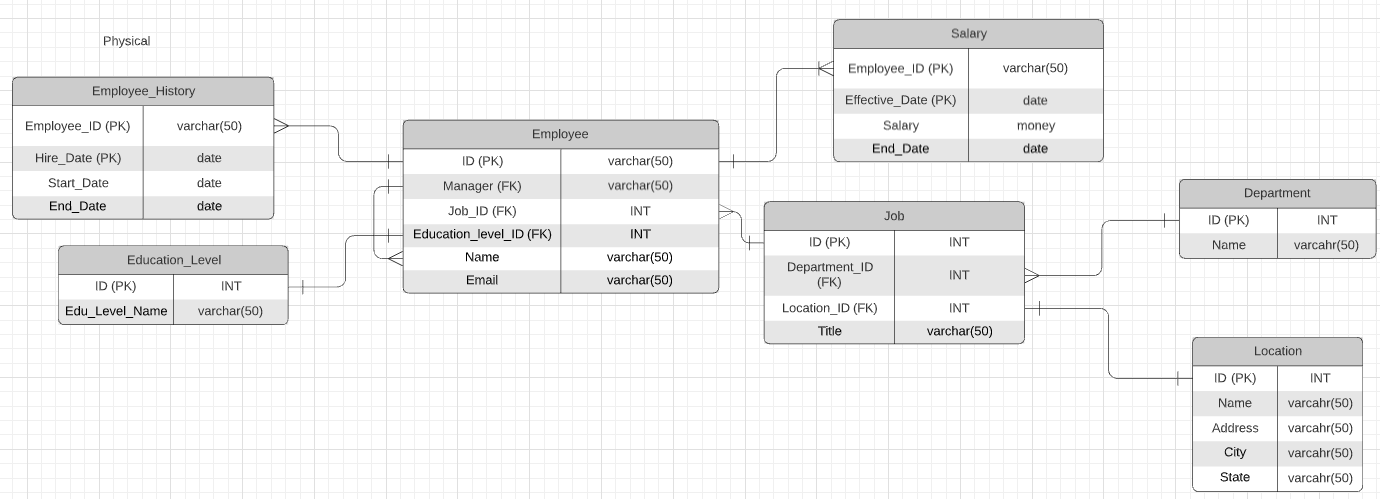 Physical
Employee_History
Employee_ID (PK) varchar(50)
Hire_Date (PK) date
Start_Date date
End_Date date
Education_Level
ID (PK) INT
Edu_Level_Name varchar(50)
Employee
ID (PK) varchar(50)
Manager (FK) varchar(50)
Job_ID (FK) INT
Education_level_ID (FK) INT
Name varchar(50)
Email varchar(50)
Salary
Employee_ID (PK) varchar(50)
Effective_Date (PK) date
Salary money
End_Date date
Job
ID (PK) INT
Department_ID
(FK) INT
Location_ID (FK) INT
Title varchar(50)
Department
ID (PK) INT
Name varcahr(50)
Location
ID (PK) INT
Name varcahr(50)
Address varcahr(50)
City varcahr(50)
State varcahr(50)